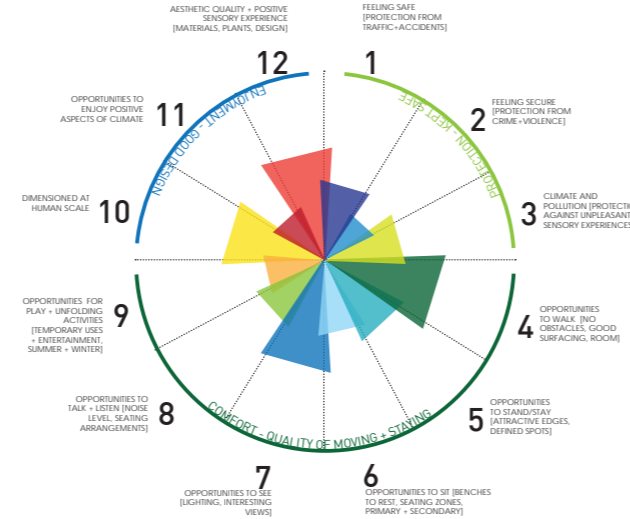 AESTHETIC QUALITY + POSITIVE
SENSORY EXPERIENCE
[MATERIALS, PLANTS, DESIGN]
12
FEELING SAFE
[PROTECTION FROM
TRAFFIC+ACCIDENTS]
1
FEELING SECURE
[PROTECTION FROM
CRIME+VIOLENCE]
2
CLIMATE AND
POLLUTION [PROTECTIO
AGAINST UNPLEASANT
SENSORY EXPERIENCES
3
OPPORTUNITIES
TO WALK [NO
OBSTACLES, GOOD
SURFACING, ROOM]
4
OPPORTUNITIES
TO STAND/STAY
[ATTRACTIVE EDGES,
DEFINED SPOTS]
5
6
OPPORTUNITIES TO SIT [BENCHES
TO REST, SEATING ZONES,
PRIMARY + SECONDARY]
7
OPPORTUNITIES TO SEE
[LIGHTING, INTERESTING
VIEWS]
OPPORTUNITIES TO
TALK + LISTEN [NOISE
LEVEL, SEATING
ARRANGEMENTS]
8
OPPORTUNITIES FOR
PLAY + UNFOLDING
ACTIVITIES
[TEMPORARY USES
+ ENTERTAINMENT,
SUMMER + WINTER]
9
DIMENSIONED AT
HUMAN SCALE
10
OPPORTUNITIES TO
ENJOY POSITIVE
ASPECTS OF CLIMATE
11
ENJOYMENT - GOOD DESIGN
PROTECTION - KEPT SAFE
COMFORT - QUALITY OF MOVING + STAYING